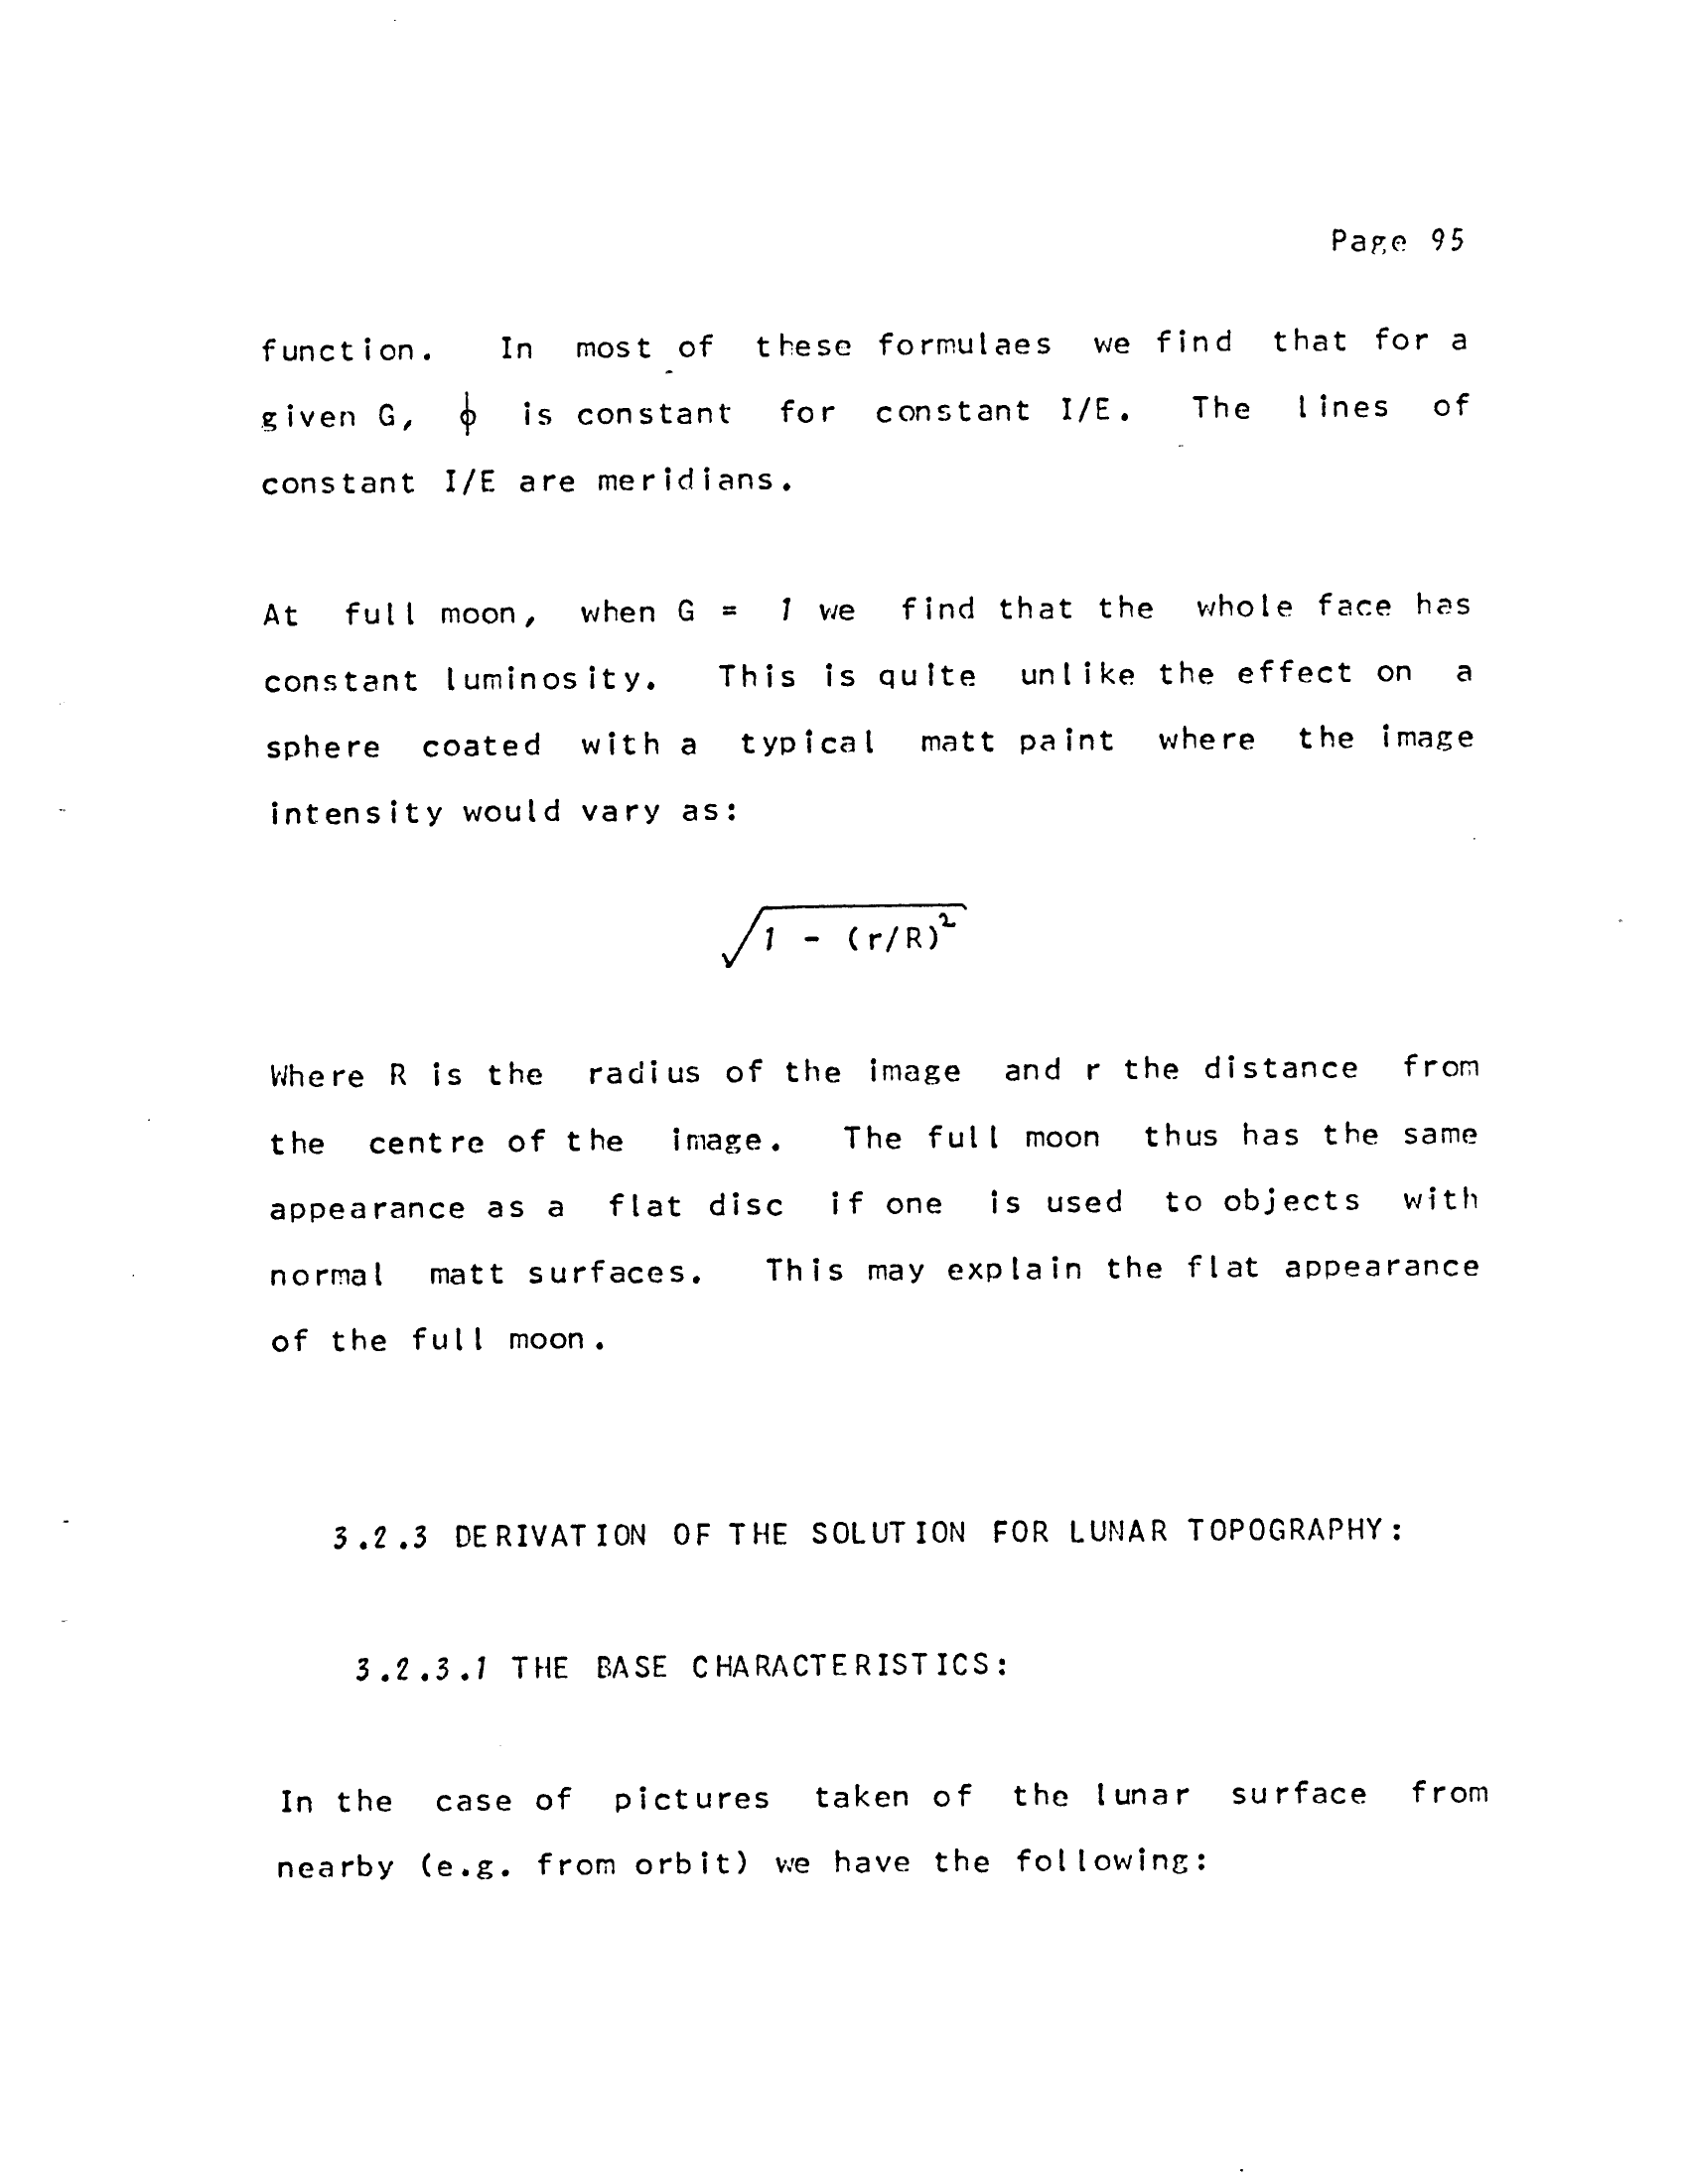 Page 95
function. In most of these formulaes we find that for a
given G, ϕ is constant for constant I/E. The lines of
constant I/E are meridians.
At full moon, when G = 1 we find that the whole face has
constant luminosity. This is quite unlike the effect on a
sphere coated with a typical matt paint where the image
intensity would vary as:
√(1 - (r/R)²)
Where R is the radius of the image and r the distance from
the centre of the image. The full moon thus has the same
appearance as a flat disc if one is used to objects with
normal matt surfaces. This may explain the flat appearance
of the full moon.
3.2.3 DERIVATION OF THE SOLUTION FOR LUNAR TOPOGRAPHY:
3.2.3.1 THE BASE CHARACTERISTICS:
In the case of pictures taken of the lunar surface from
nearby (e.g. from orbit) we have the following: